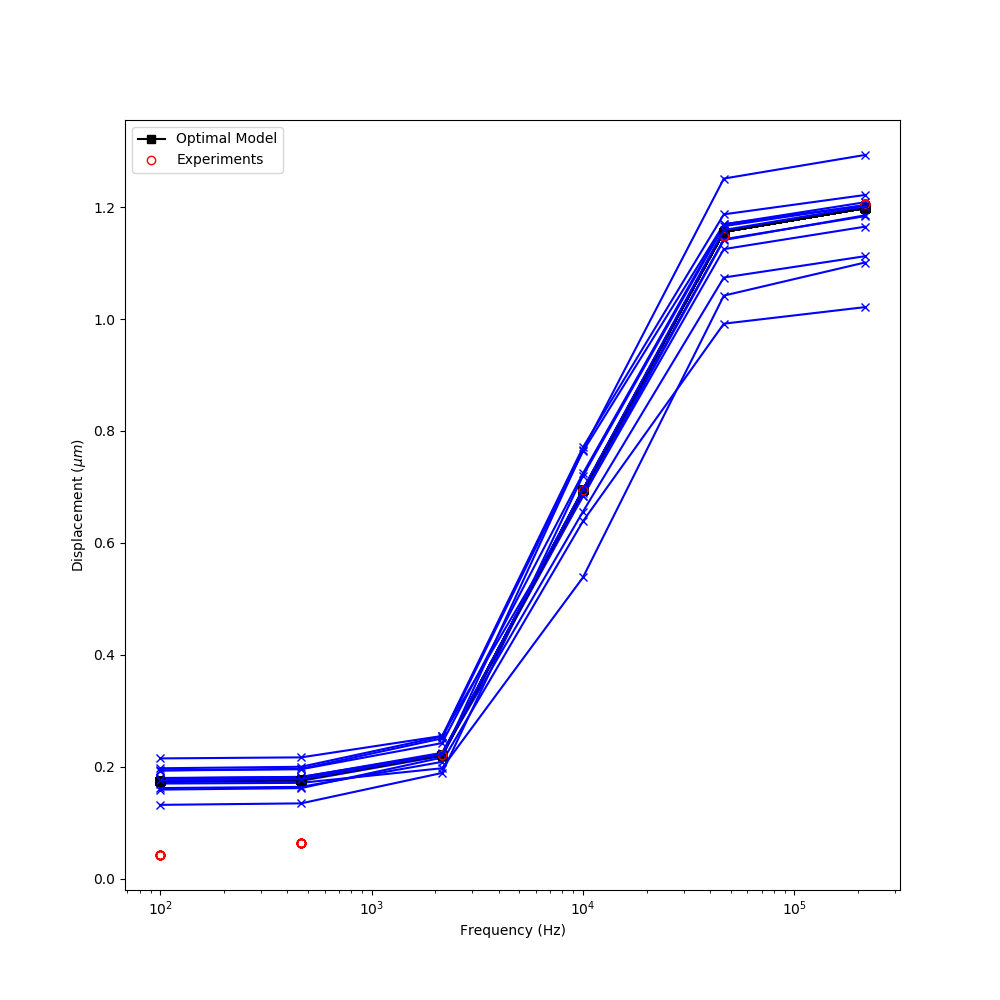 Optimal Model
Experiments
1.2
1.0
0.8
0.6
0.4
0.2
0.0
Displacement (μm)
10²
10³
10⁴
10⁵
Frequency (Hz)